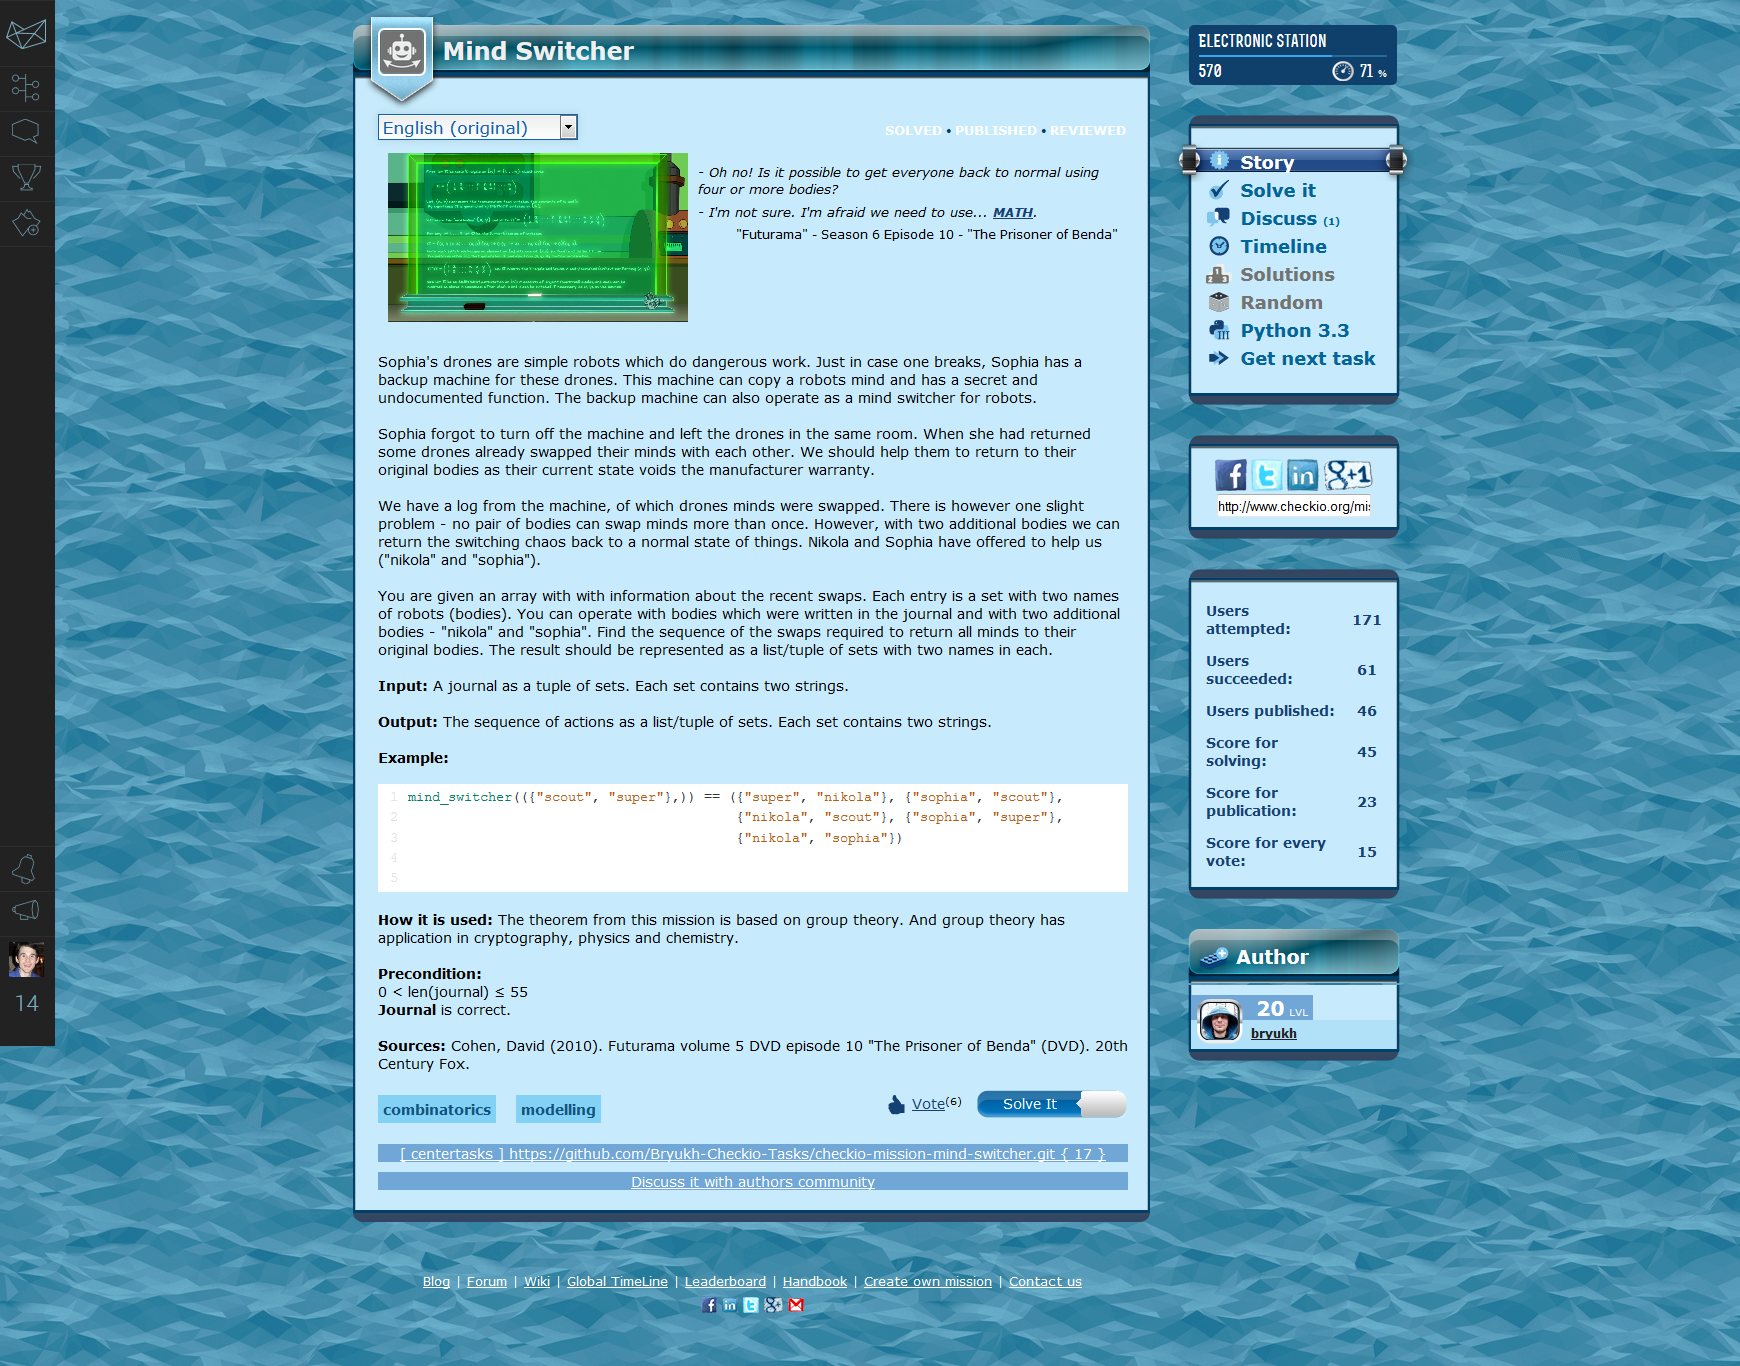 Mind Switcher
English (original)
SOLVED • PUBLISHED • REVIEWED
- Oh no! Is it possible to get everyone back to normal using
four or more bodies?
- I'm not sure. I'm afraid we need to use... MATH.
"Futurama" - Season 6 Episode 10 - "The Prisoner of Benda"
Sophia's drones are simple robots which do dangerous work. Just in case one breaks, Sophia has a
backup machine for these drones. This machine can copy a robots mind and has a secret and
undocumented function. The backup machine can also operate as a mind switcher for robots.
Sophia forgot to turn off the machine and left the drones in the same room. When she had returned
some drones already swapped their minds with each other. We should help them to return to their
original bodies as their current state voids the manufacturer warranty.
We have a log from the machine, of which drones minds were swapped. There is however one slight
problem - no pair of bodies can swap minds more than once. However, with two additional bodies we can
return the switching chaos back to a normal state of things. Nikola and Sophia have offered to help us
("nikola" and "sophia").
You are given an array with with information about the recent swaps. Each entry is a set with two names
of robots (bodies). You can operate with bodies which were written in the journal and with two additional
bodies - "nikola" and "sophia". Find the sequence of the swaps required to return all minds to their
original bodies. The result should be represented as a list/tuple of sets with two names in each.
Input: A journal as a tuple of sets. Each set contains two strings.
Output: The sequence of actions as a list/tuple of sets. Each set contains two strings.
Example:
1 mind_switcher(({"scout", "super"},)) == ({"super", "nikola"}, {"sophia", "scout"},
2 {"nikola", "scout"}, {"sophia", "super"},
3 {"nikola", "sophia"})
4
5
How it is used: The theorem from this mission is based on group theory. And group theory has
application in cryptography, physics and chemistry.
Precondition:
0 < len(journal) ≤ 55
Journal is correct.
Sources: Cohen, David (2010). Futurama volume 5 DVD episode 10 "The Prisoner of Benda" (DVD). 20th
Century Fox.
combinatorics modelling
Vote(6) Solve It
[ centertasks ] https://github.com/Bryukh-Checkio-Tasks/checkio-mission-mind-switcher.git { 17 }
Discuss it with authors community
ELECTRONIC STATION
570 71 %
Story
Solve it
Discuss (1)
Timeline
Solutions
Random
Python 3.3
Get next task
http://www.checkio.org/mis
Users
attempted: 171
Users
succeeded: 61
Users published: 46
Score for
solving: 45
Score for
publication: 23
Score for every
vote: 15
Author
20 LVL
bryukh
14
Blog | Forum | Wiki | Global TimeLine | Leaderboard | Handbook | Create own mission | Contact us